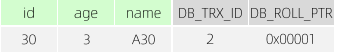 id age name DB_TRX_ID DB_ROLL_PTR
30 3 A30 2 0x00001